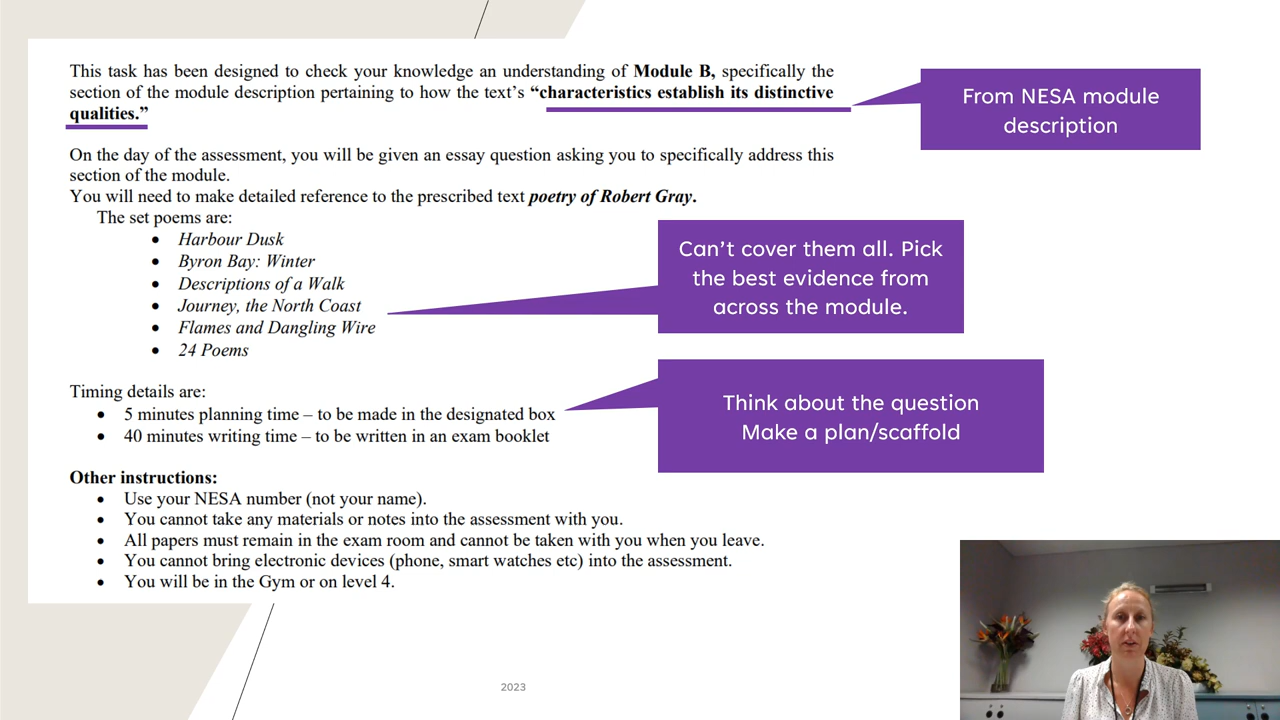 This task has been designed to check your knowledge an understanding of Module B, specifically the
section of the module description pertaining to how the text's “characteristics establish its distinctive
qualities.”
From NESA module
description
On the day of the assessment, you will be given an essay question asking you to specifically address this
section of the module.
You will need to make detailed reference to the prescribed text poetry of Robert Gray.
The set poems are:
• Harbour Dusk
• Byron Bay: Winter
• Descriptions of a Walk
• Journey, the North Coast
• Flames and Dangling Wire
• 24 Poems
Can't cover them all. Pick
the best evidence from
across the module.
Timing details are:
• 5 minutes planning time – to be made in the designated box
• 40 minutes writing time – to be written in an exam booklet
Think about the question
Make a plan/scaffold
Other instructions:
• Use your NESA number (not your name).
• You cannot take any materials or notes into the assessment with you.
• All papers must remain in the exam room and cannot be taken with you when you leave.
• You cannot bring electronic devices (phone, smart watches etc) into the assessment.
• You will be in the Gym or on level 4.
2023